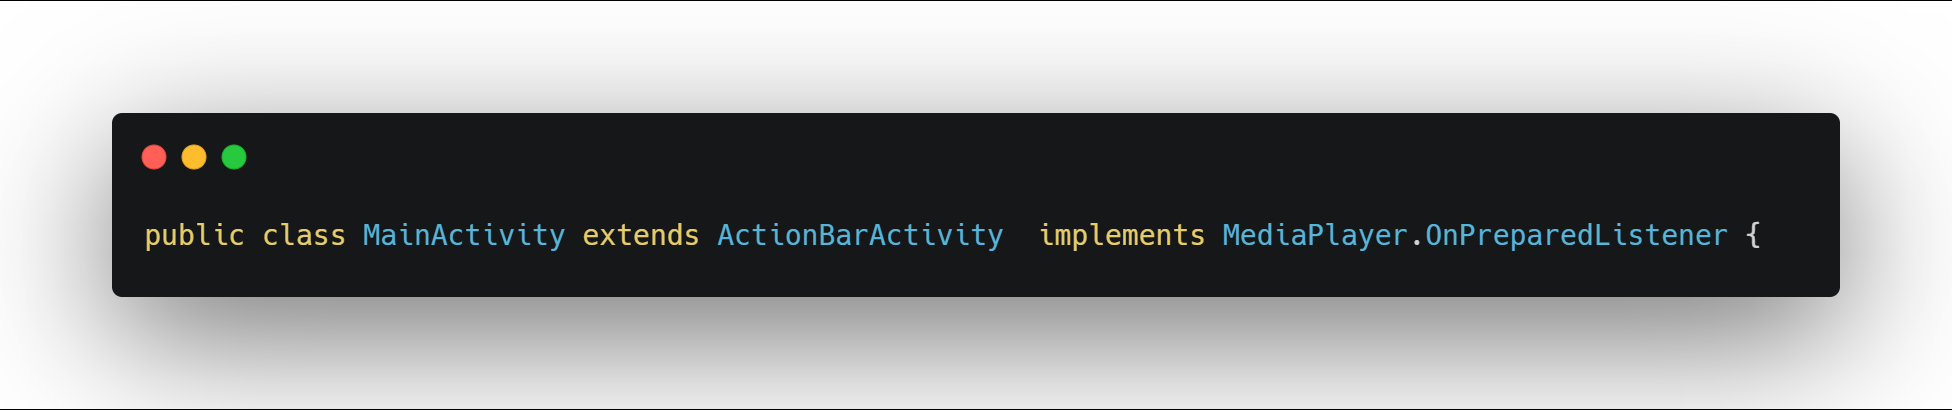 public class MainActivity extends ActionBarActivity  implements MediaPlayer.OnPreparedListener {